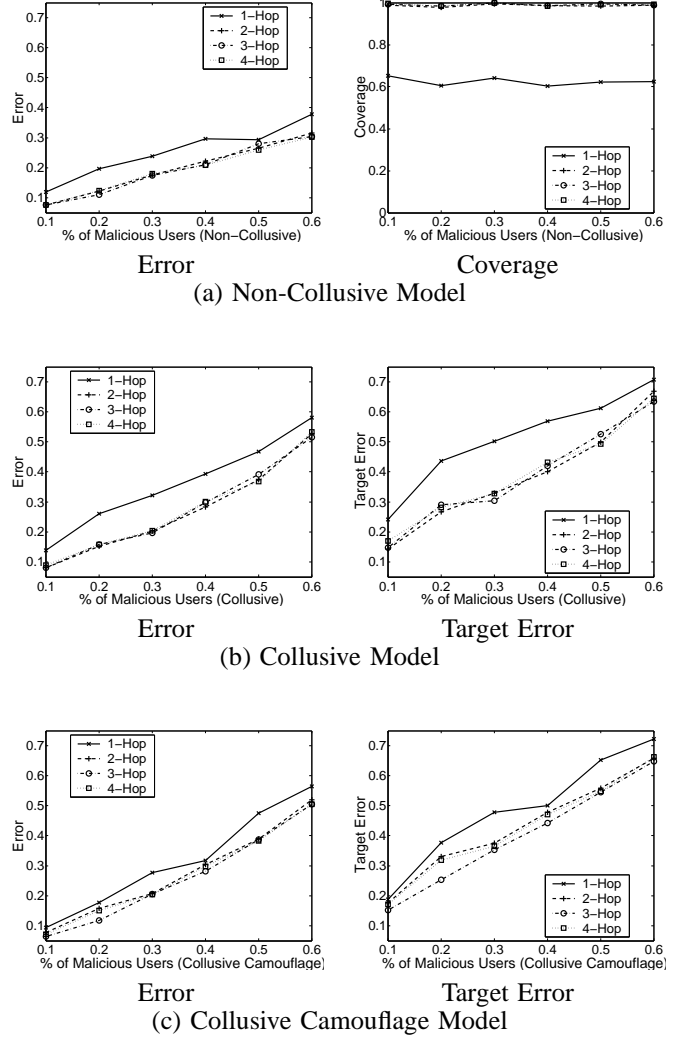 0.7
0.6
0.5
0.4
0.3
0.2
0.1
Error
1−Hop
2−Hop
3−Hop
4−Hop
0.1 0.2 0.3 0.4 0.5 0.6
% of Malicious Users (Non−Collusive)
Error
1
0.8
0.6
0.4
0.2
0
Coverage
1−Hop
2−Hop
3−Hop
4−Hop
0.1 0.2 0.3 0.4 0.5 0.6
% of Malicious Users (Non−Collusive)
Coverage
(a) Non-Collusive Model
0.7
0.6
0.5
0.4
0.3
0.2
0.1
Error
1−Hop
2−Hop
3−Hop
4−Hop
0.1 0.2 0.3 0.4 0.5 0.6
% of Malicious Users (Collusive)
Error
0.7
0.6
0.5
0.4
0.3
0.2
0.1
Target Error
1−Hop
2−Hop
3−Hop
4−Hop
0.1 0.2 0.3 0.4 0.5 0.6
% of Malicious Users (Collusive)
Target Error
(b) Collusive Model
0.7
0.6
0.5
0.4
0.3
0.2
0.1
Error
1−Hop
2−Hop
3−Hop
4−Hop
0.1 0.2 0.3 0.4 0.5 0.6
% of Malicious Users (Collusive Camouflage)
Error
0.7
0.6
0.5
0.4
0.3
0.2
0.1
Target Error
1−Hop
2−Hop
3−Hop
4−Hop
0.1 0.2 0.3 0.4 0.5 0.6
% of Malicious Users (Collusive Camouflage)
Target Error
(c) Collusive Camouflage Model